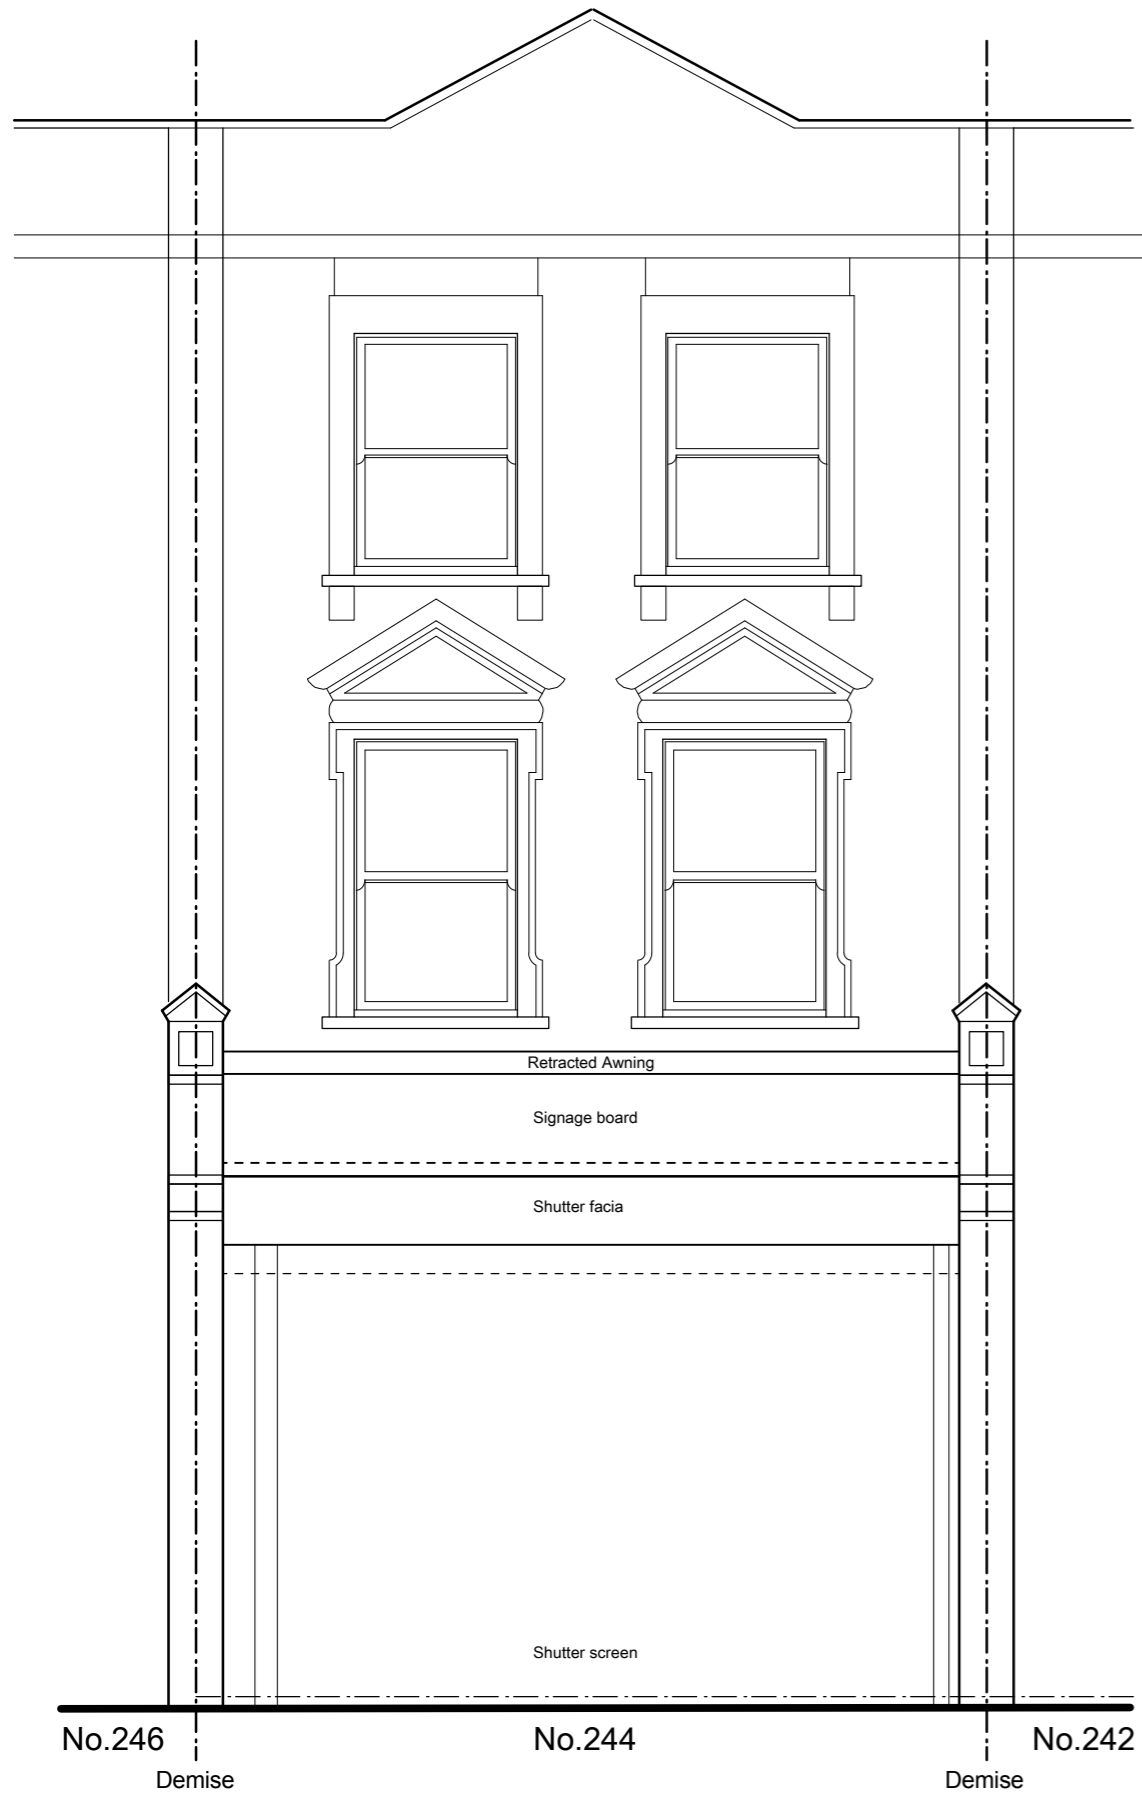 Retracted Awning
Signage board
Shutter facia
Shutter screen
No.246
No.244
No.242
Demise
Demise